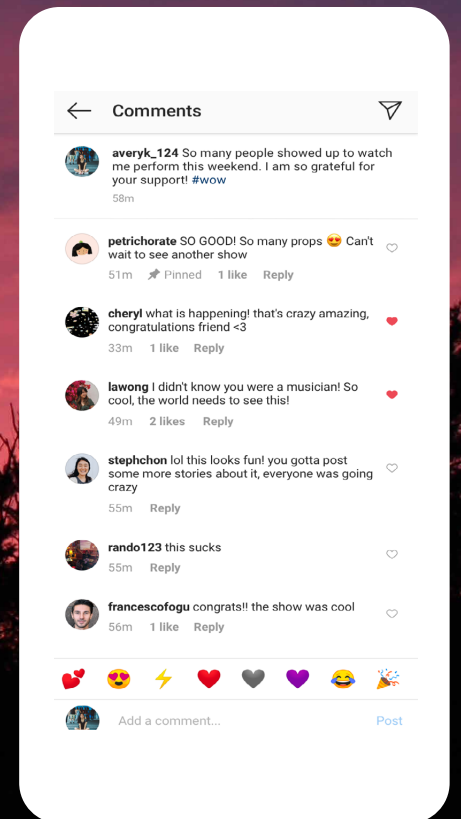 Comments
averyk_124 So many people showed up to watch
me perform this weekend. I am so grateful for
your support! #wow
58m
petrichorate SO GOOD! So many props 😍 Can't
wait to see another show
51m Pinned 1 like Reply
cheryl what is happening! that's crazy amazing,
congratulations friend <3
33m 1 like Reply
lawong I didn't know you were a musician! So
cool, the world needs to see this!
49m 2 likes Reply
stephchon lol this looks fun! you gotta post
some more stories about it, everyone was going
crazy
55m Reply
rando123 this sucks
55m Reply
francescofogu congrats!! the show was cool
56m 1 like Reply
💕 😍 ⚡ ❤️ 🖤 💜 😂 🎉
Add a comment... Post